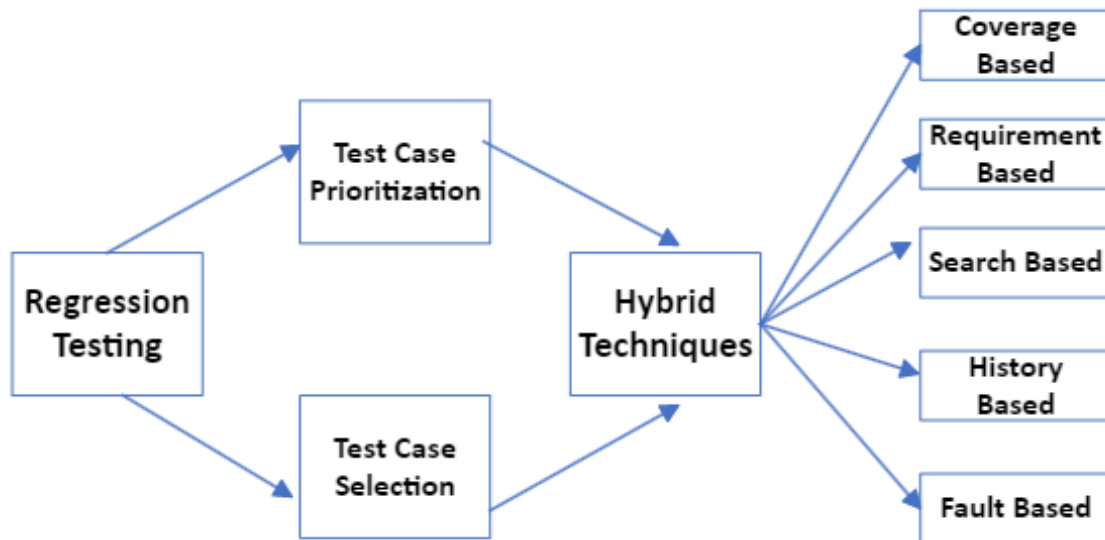 Regression
Testing
Test Case
Prioritization
Test Case
Selection
Hybrid
Techniques
Coverage
Based
Requirement
Based
Search Based
History
Based
Fault Based